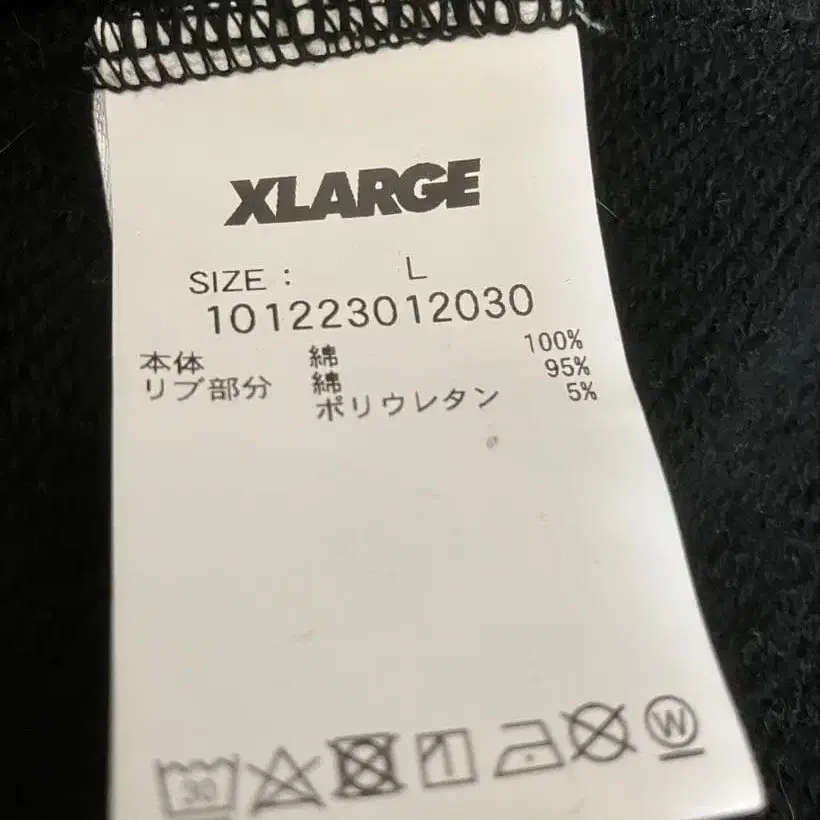 XLARGE
SIZE : L
101223012030
本体 綿 100%
リブ部分 綿 95%
ポリウレタン 5%
30 W